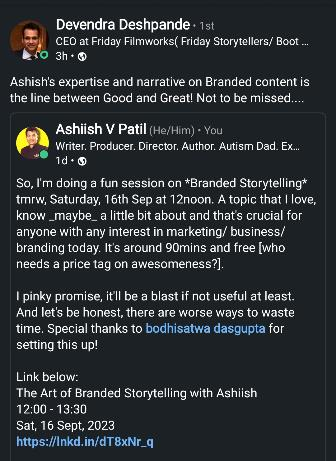 Devendra Deshpande • 1st
CEO at Friday Filmworks( Friday Storytellers/ Boot ...
3h •
Ashish's expertise and narrative on Branded content is
the line between Good and Great! Not to be missed....
Ashiish V Patil (He/Him) • You
Writer. Producer. Director. Author. Autism Dad. Ex...
1d •
So, I'm doing a fun session on *Branded Storytelling*
tmrw, Saturday, 16th Sep at 12noon. A topic that I love,
know _maybe_ a little bit about and that's crucial for
anyone with any interest in marketing/ business/
branding today. It's around 90mins and free [who
needs a price tag on awesomeness?].
I pinky promise, it'll be a blast if not useful at least.
And let's be honest, there are worse ways to waste
time. Special thanks to bodhisatwa dasgupta for
setting this up!
Link below:
The Art of Branded Storytelling with Ashiish
12:00 - 13:30
Sat, 16 Sept, 2023
https://lnkd.in/dT8xNr_q